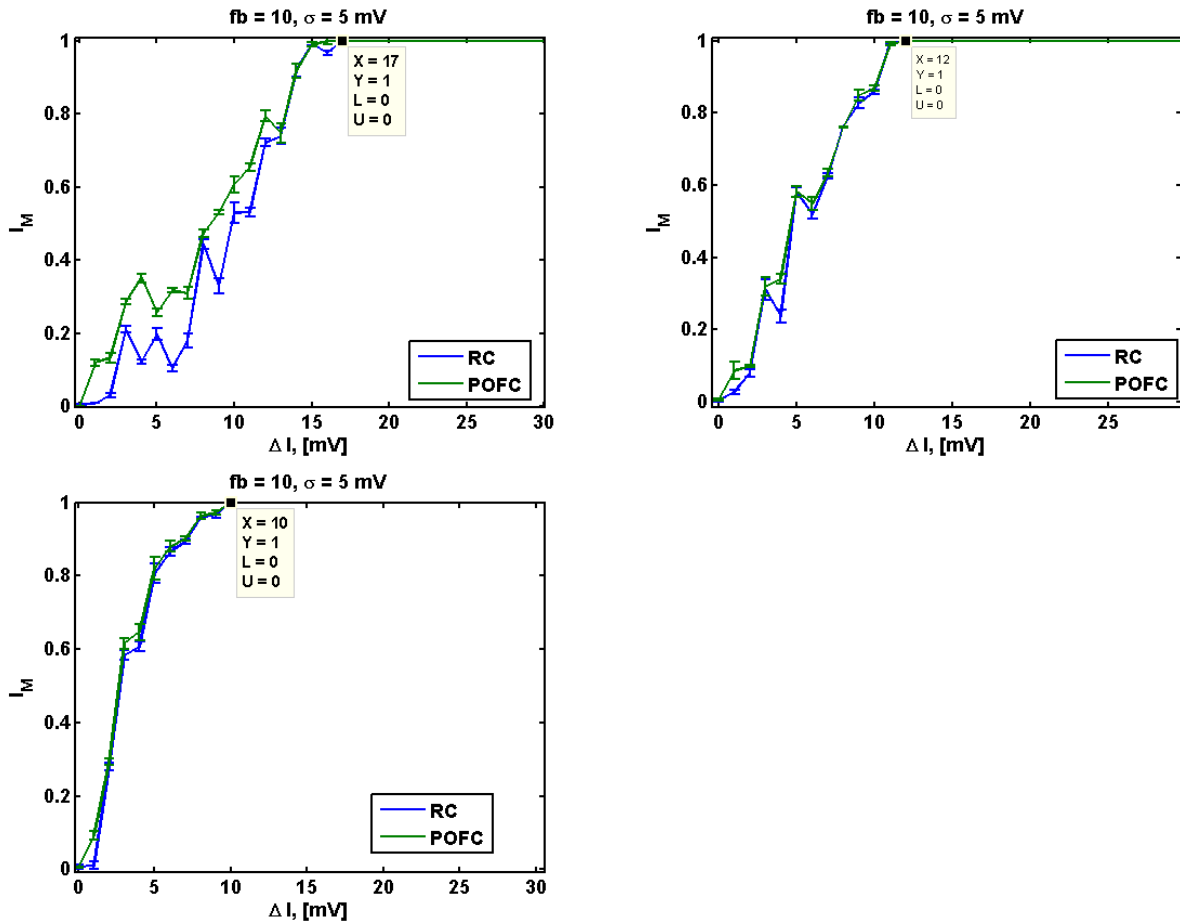 fb = 10, σ = 5 mV
1
0.8
0.6
0.4
0.2
0
I_M
X = 17
Y = 1
L = 0
U = 0
RC
POFC
0 5 10 15 20 25 30
Δ I, [mV]
fb = 10, σ = 5 mV
1
0.8
0.6
0.4
0.2
0
I_M
X = 12
Y = 1
L = 0
U = 0
RC
POFC
0 5 10 15 20 25
Δ I, [mV]
fb = 10, σ = 5 mV
1
0.8
0.6
0.4
0.2
0
I_M
X = 10
Y = 1
L = 0
U = 0
RC
POFC
0 5 10 15 20 25 30
Δ I, [mV]